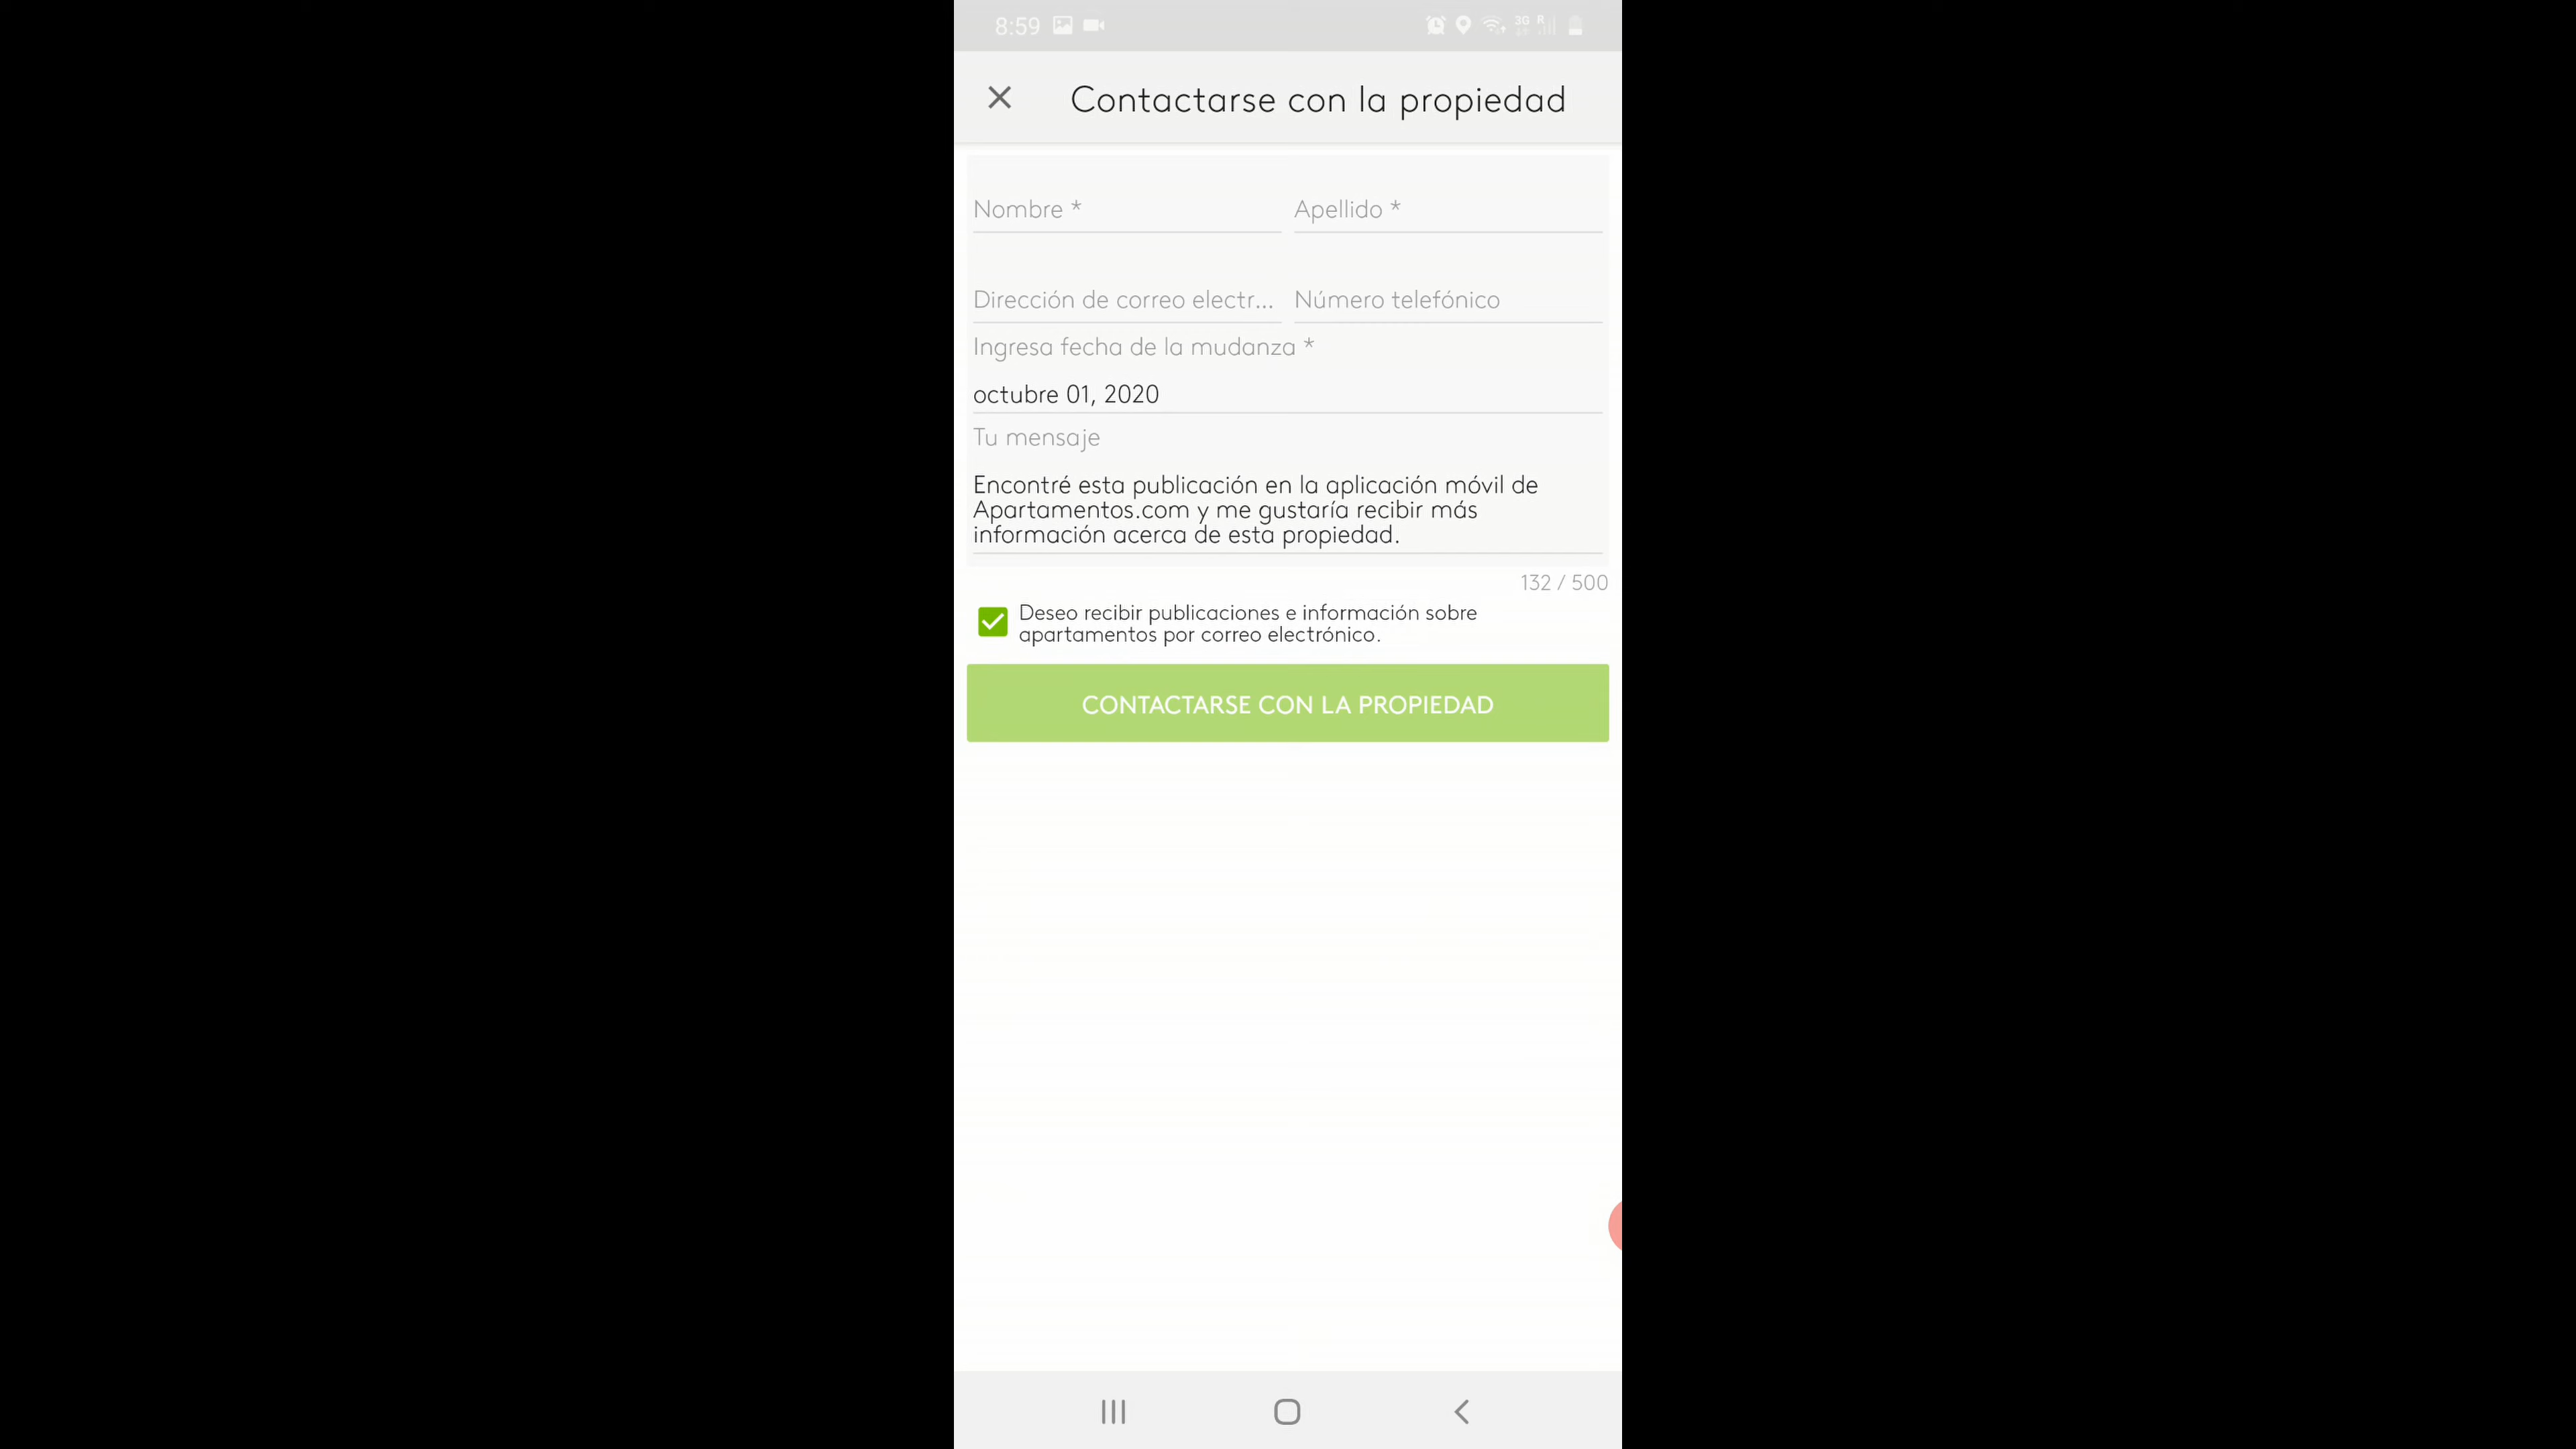 8:59
3G R
Contactarse con la propiedad
Nombre * Apellido *
Dirección de correo electr... Número telefónico
Ingresa fecha de la mudanza *
octubre 01, 2020
Tu mensaje
Encontré esta publicación en la aplicación móvil de
Apartamentos.com y me gustaría recibir más
información acerca de esta propiedad.
132 / 500
Deseo recibir publicaciones e información sobre
apartamentos por correo electrónico.
CONTACTARSE CON LA PROPIEDAD